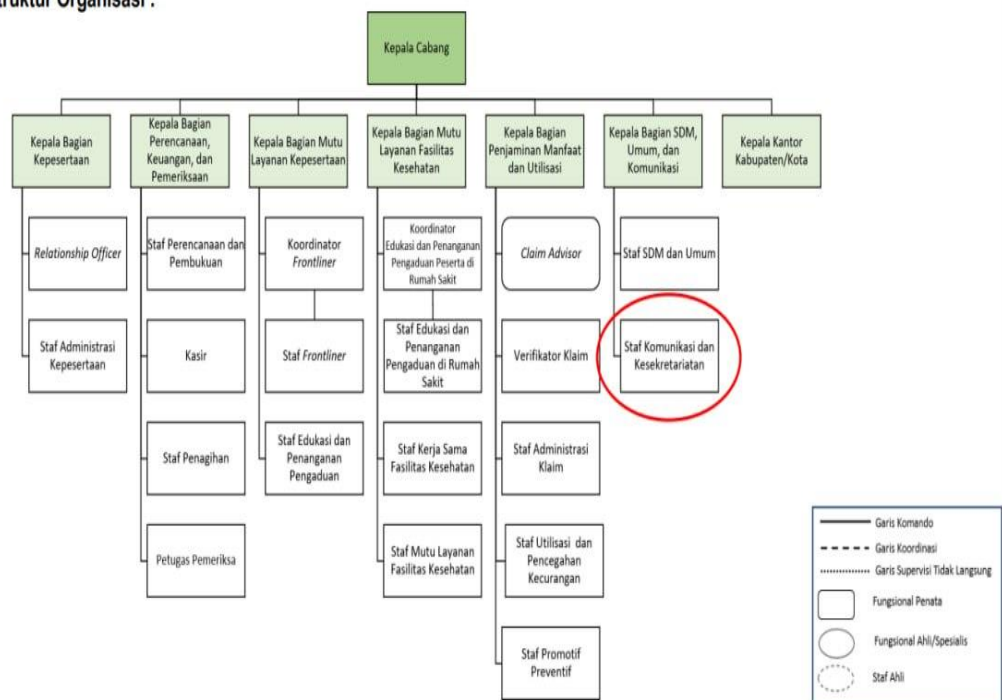 Struktur Organisasi :
Kepala Cabang
Kepala Bagian
Kepesertaan
Kepala Bagian
Perencanaan,
Keuangan, dan
Pemeriksaan
Kepala Bagian Mutu
Layanan Kepesertaan
Kepala Bagian Mutu
Layanan Fasilitas
Kesehatan
Kepala Bagian
Penjaminan Manfaat
dan Utilisasi
Kepala Bagian SDM,
Umum, dan
Komunikasi
Kepala Kantor
Kabupaten/Kota
Relationship Officer
Staf Administrasi
Kepesertaan
Staf Perencanaan dan
Pembukuan
Kasir
Staf Penagihan
Petugas Pemeriksa
Koordinator
Frontliner
Staf Frontliner
Staf Edukasi dan
Penanganan
Pengaduan
Koordinator
Edukasi dan Penanganan
Pengaduan Peserta di
Rumah Sakit
Staf Edukasi dan
Penanganan
Pengaduan di Rumah
Sakit
Staf Kerja Sama
Fasilitas Kesehatan
Staf Mutu Layanan
Fasilitas Kesehatan
Claim Advisor
Verifikator Klaim
Staf Administrasi
Klaim
Staf Utilisasi dan
Pencegahan
Kecurangan
Staf Promotif
Preventif
Staf SDM dan Umum
Staf Komunikasi dan
Kesekretariatan
Garis Komando
Garis Koordinasi
Garis Supervisi Tidak Langsung
Fungsional Penata
Fungsional Ahli/Spesialis
Staf Ahli